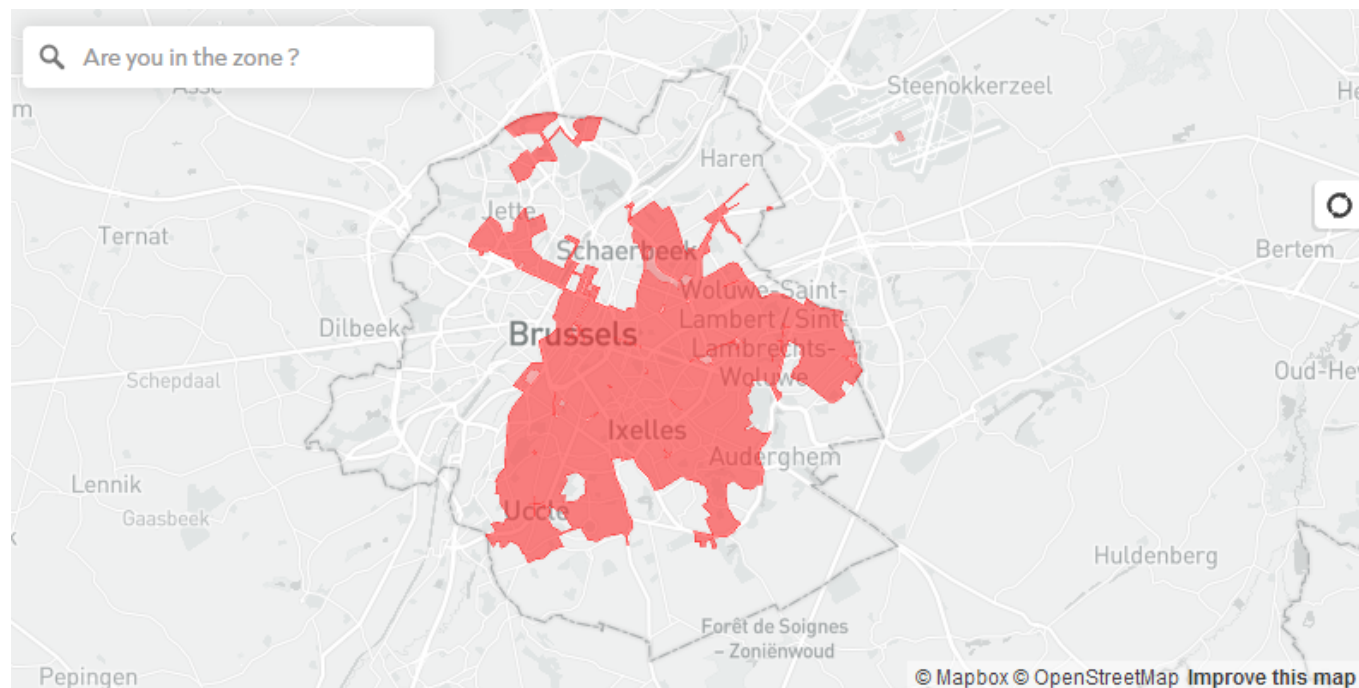 Are you in the zone ?
Asse
Steenokkerzeel
He
m
Haren
Jette
Ternat
Schaerbeek
Bertem
Woluwe-Saint-
Lambert / Sint-
Lambrechts-
Woluwe
Dilbeek
Brussels
Schepdaal
Oud-Hev
Ixelles
Auderghem
Lennik
Gaasbeek
Uccle
Huldenberg
Forêt de Soignes
– Zoniënwoud
Pepingen
© Mapbox © OpenStreetMap Improve this map